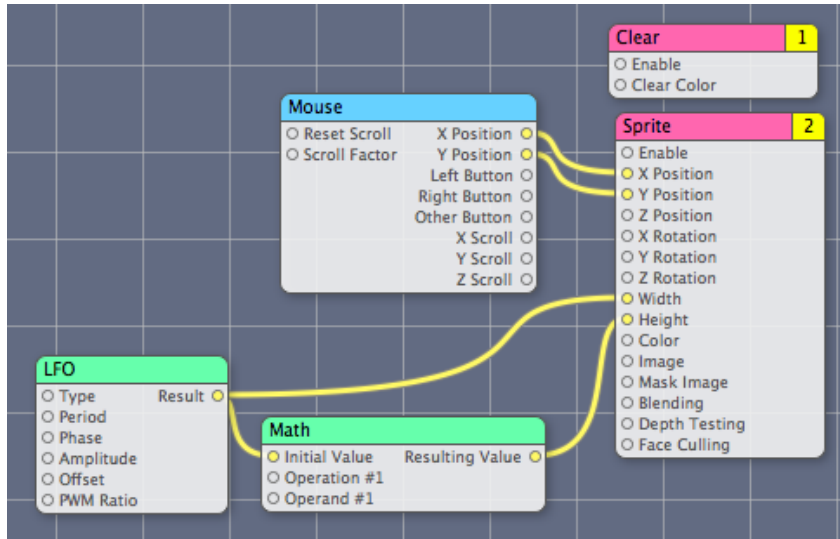 Clear 1
Enable
Clear Color
Mouse
Reset Scroll X Position
Scroll Factor Y Position
Left Button
Right Button
Other Button
X Scroll
Y Scroll
Z Scroll
Sprite 2
Enable
X Position
Y Position
Z Position
X Rotation
Y Rotation
Z Rotation
Width
Height
Color
Image
Mask Image
Blending
Depth Testing
Face Culling
LFO
Type Result
Period
Phase
Amplitude
Offset
PWM Ratio
Math
Initial Value Resulting Value
Operation #1
Operand #1